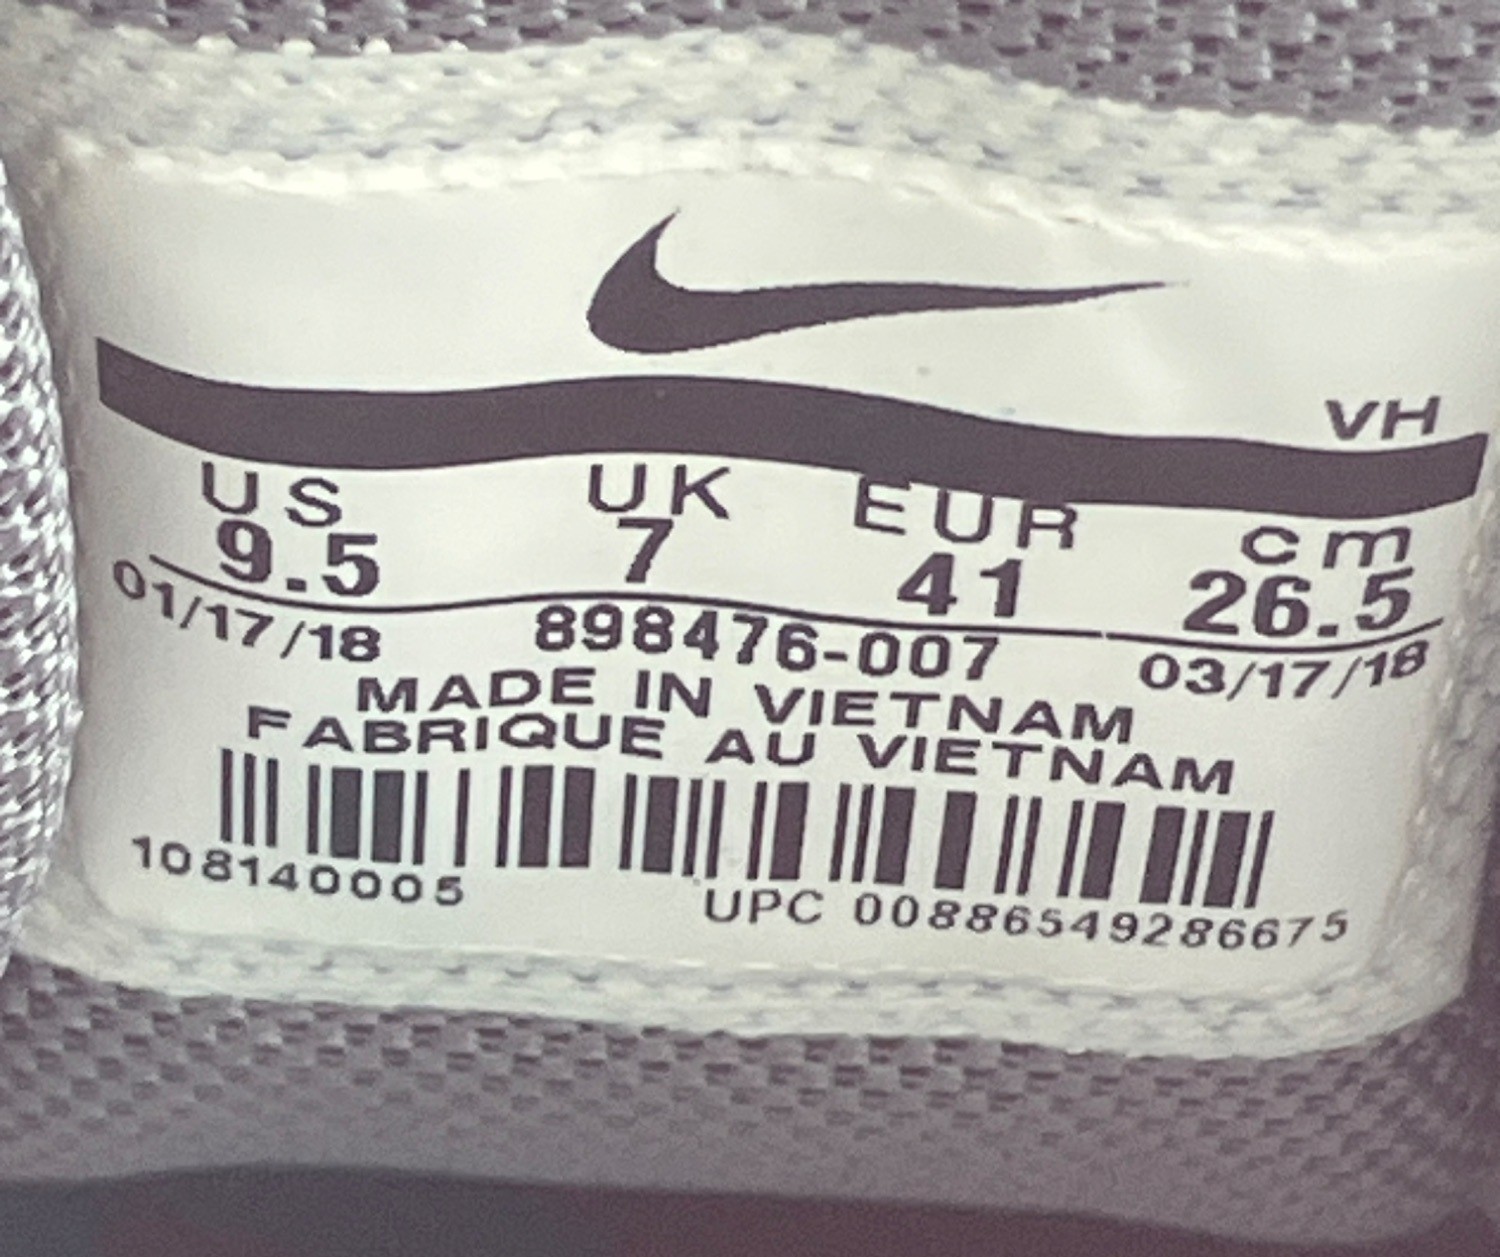 VH
US UK EUR cm
9.5 7 41 26.5
01/17/18 898476-007 03/17/18
MADE IN VIETNAM
FABRIQUE AU VIETNAM
108140005 UPC 00886549286675